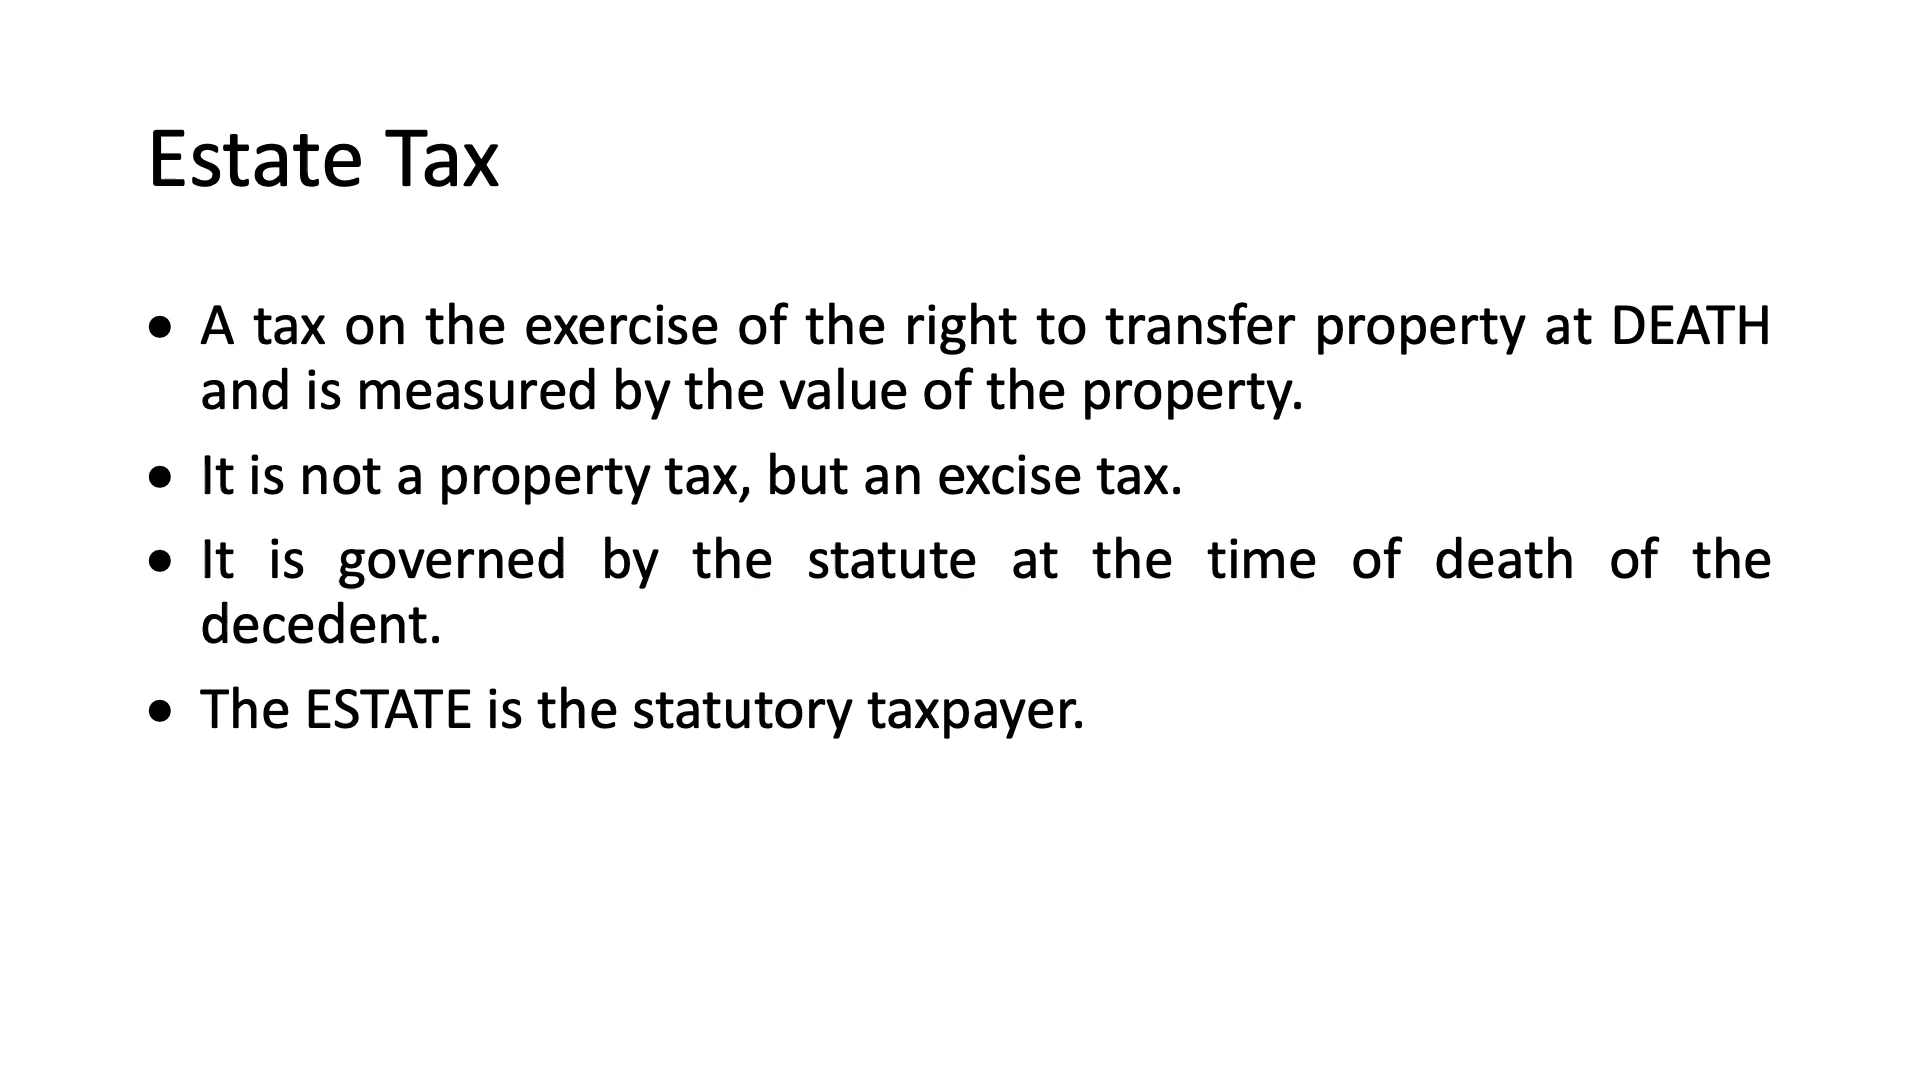 Estate Tax
• A tax on the exercise of the right to transfer property at DEATH
and is measured by the value of the property.
• It is not a property tax, but an excise tax.
• It is governed by the statute at the time of death of the
decedent.
• The ESTATE is the statutory taxpayer.